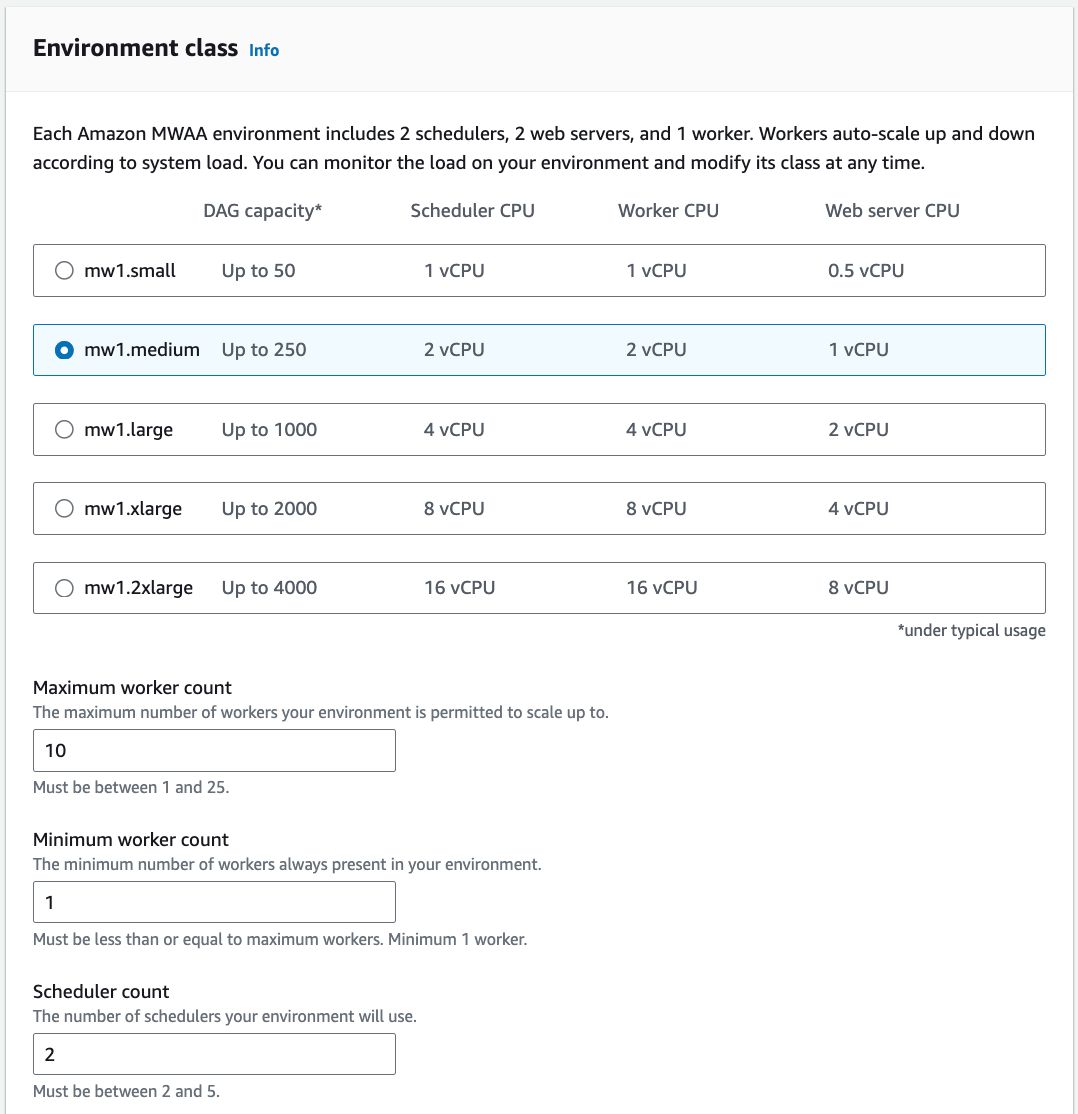 Environment class Info
Each Amazon MWAA environment includes 2 schedulers, 2 web servers, and 1 worker. Workers auto-scale up and down
according to system load. You can monitor the load on your environment and modify its class at any time.
DAG capacity* Scheduler CPU Worker CPU Web server CPU
mw1.small Up to 50 1 vCPU 1 vCPU 0.5 vCPU
mw1.medium Up to 250 2 vCPU 2 vCPU 1 vCPU
mw1.large Up to 1000 4 vCPU 4 vCPU 2 vCPU
mw1.xlarge Up to 2000 8 vCPU 8 vCPU 4 vCPU
mw1.2xlarge Up to 4000 16 vCPU 16 vCPU 8 vCPU
*under typical usage
Maximum worker count
The maximum number of workers your environment is permitted to scale up to.
10
Must be between 1 and 25.
Minimum worker count
The minimum number of workers always present in your environment.
1
Must be less than or equal to maximum workers. Minimum 1 worker.
Scheduler count
The number of schedulers your environment will use.
2
Must be between 2 and 5.